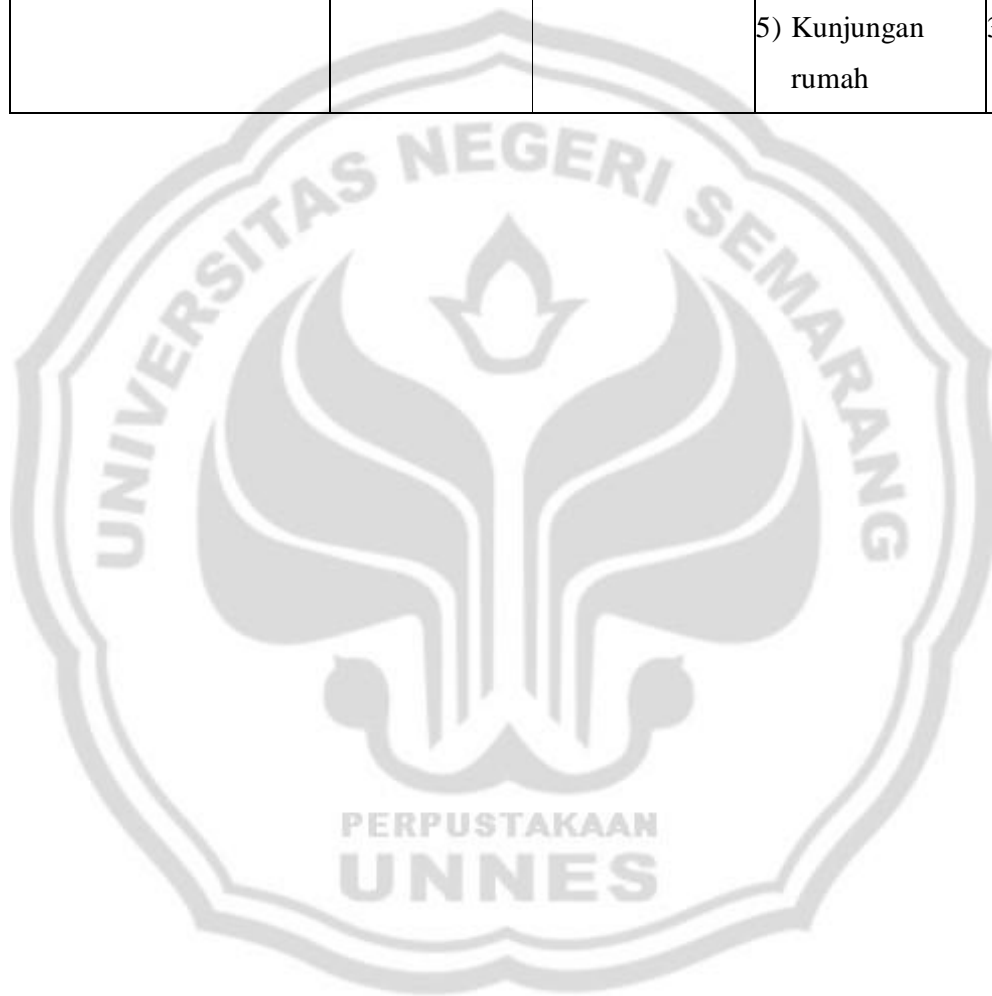 5) Kunjungan
rumah
UNIVERSITAS NEGERI SEMARANG
PERPUSTAKAAN
UNNES